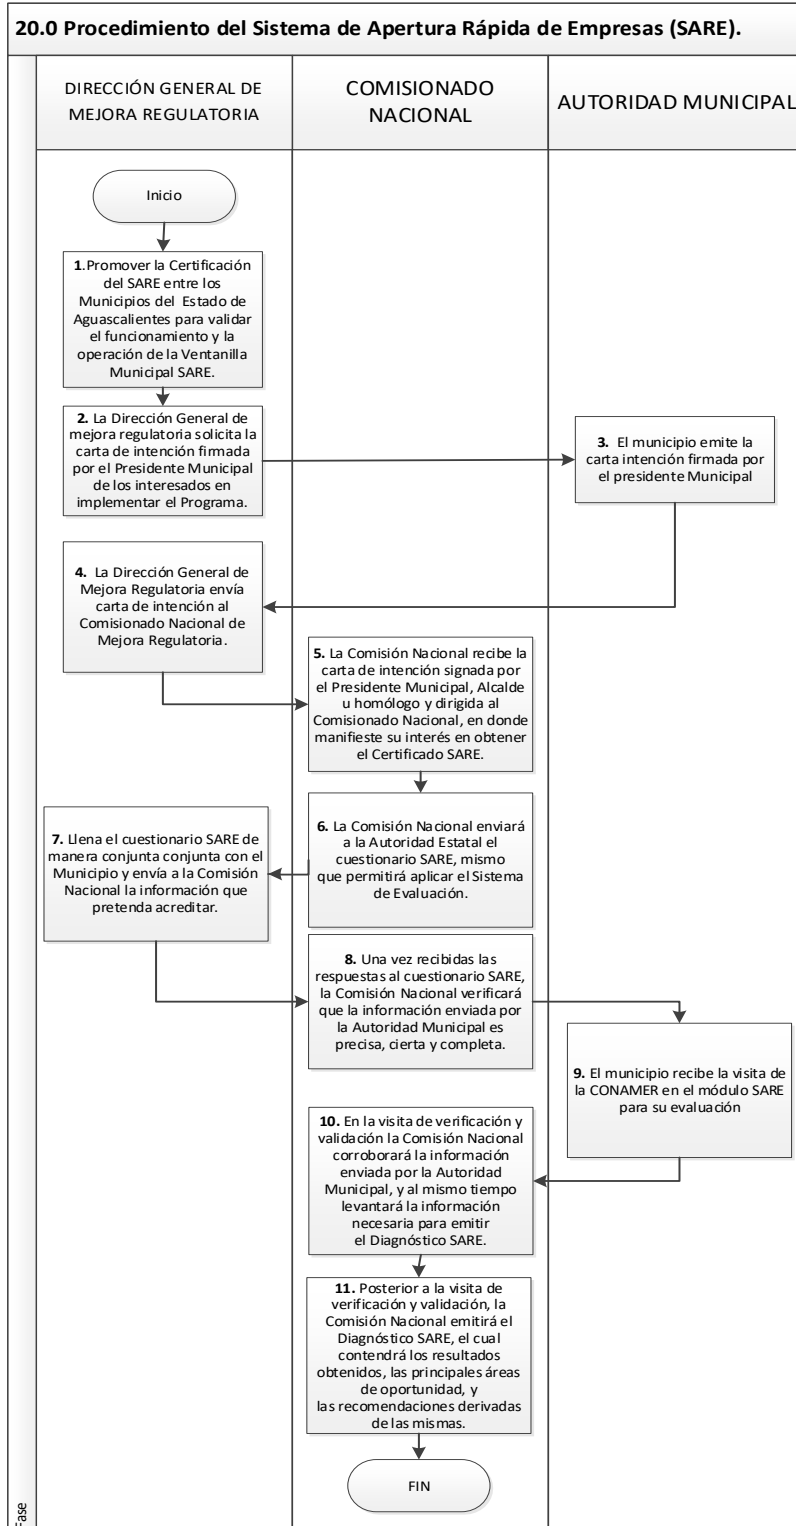 20.0 Procedimiento del Sistema de Apertura Rápida de Empresas (SARE).
DIRECCIÓN GENERAL DE
MEJORA REGULATORIA
COMISIONADO
NACIONAL
AUTORIDAD MUNICIPAL
Inicio
1.Promover la Certificación
del SARE entre los
Municipios del Estado de
Aguascalientes para validar
el funcionamiento y la
operación de la Ventanilla
Municipal SARE.
2. La Dirección General de
mejora regulatoria solicita la
carta de intención firmada
por el Presidente Municipal
de los interesados en
implementar el Programa.
3. El municipio emite la
carta intención firmada por
el presidente Municipal
4. La Dirección General de
Mejora Regulatoria envía
carta de intención al
Comisionado Nacional de
Mejora Regulatoria.
5. La Comisión Nacional recibe la
carta de intención signada por
el Presidente Municipal, Alcalde
u homólogo y dirigida al
Comisionado Nacional, en donde
manifieste su interés en obtener
el Certificado SARE.
6. La Comisión Nacional enviará
a la Autoridad Estatal el
cuestionario SARE, mismo
que permitirá aplicar el Sistema
de Evaluación.
7. Llena el cuestionario SARE de
manera conjunta conjunta con el
Municipio y envía a la Comisión
Nacional la información que
pretenda acreditar.
8. Una vez recibidas las
respuestas al cuestionario SARE,
la Comisión Nacional verificará
que la información enviada por
la Autoridad Municipal es
precisa, cierta y completa.
9. El municipio recibe la visita de
la CONAMER en el módulo SARE
para su evaluación
10. En la visita de verificación y
validación la Comisión Nacional
corroborará la información
enviada por la Autoridad
Municipal, y al mismo tiempo
levantará la información
necesaria para emitir
el Diagnóstico SARE.
11. Posterior a la visita de
verificación y validación, la
Comisión Nacional emitirá el
Diagnóstico SARE, el cual
contendrá los resultados
obtenidos, las principales áreas
de oportunidad, y
las recomendaciones derivadas
de las mismas.
FIN
Fase